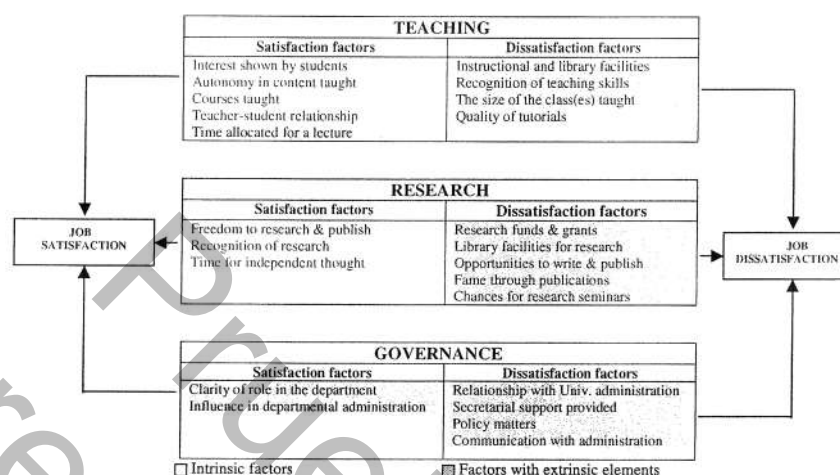 TEACHING
Satisfaction factors
Interest shown by students
Autonomy in content taught
Courses taught
Teacher-student relationship
Time allocated for a lecture
Dissatisfaction factors
Instructional and library facilities
Recognition of teaching skills
The size of the class(es) taught
Quality of tutorials
JOB
SATISFACTION
RESEARCH
Satisfaction factors
Freedom to research & publish
Recognition of research
Time for independent thought
Dissatisfaction factors
Research funds & grants
Library facilities for research
Opportunities to write & publish
Fame through publications
Chances for research seminars
JOB
DISSATISFACTION
GOVERNANCE
Satisfaction factors
Clarity of role in the department
Influence in departmental administration
Dissatisfaction factors
Relationship with Univ. administration
Secretarial support provided
Policy matters
Communication with administration
Intrinsic factors
Factors with extrinsic elements